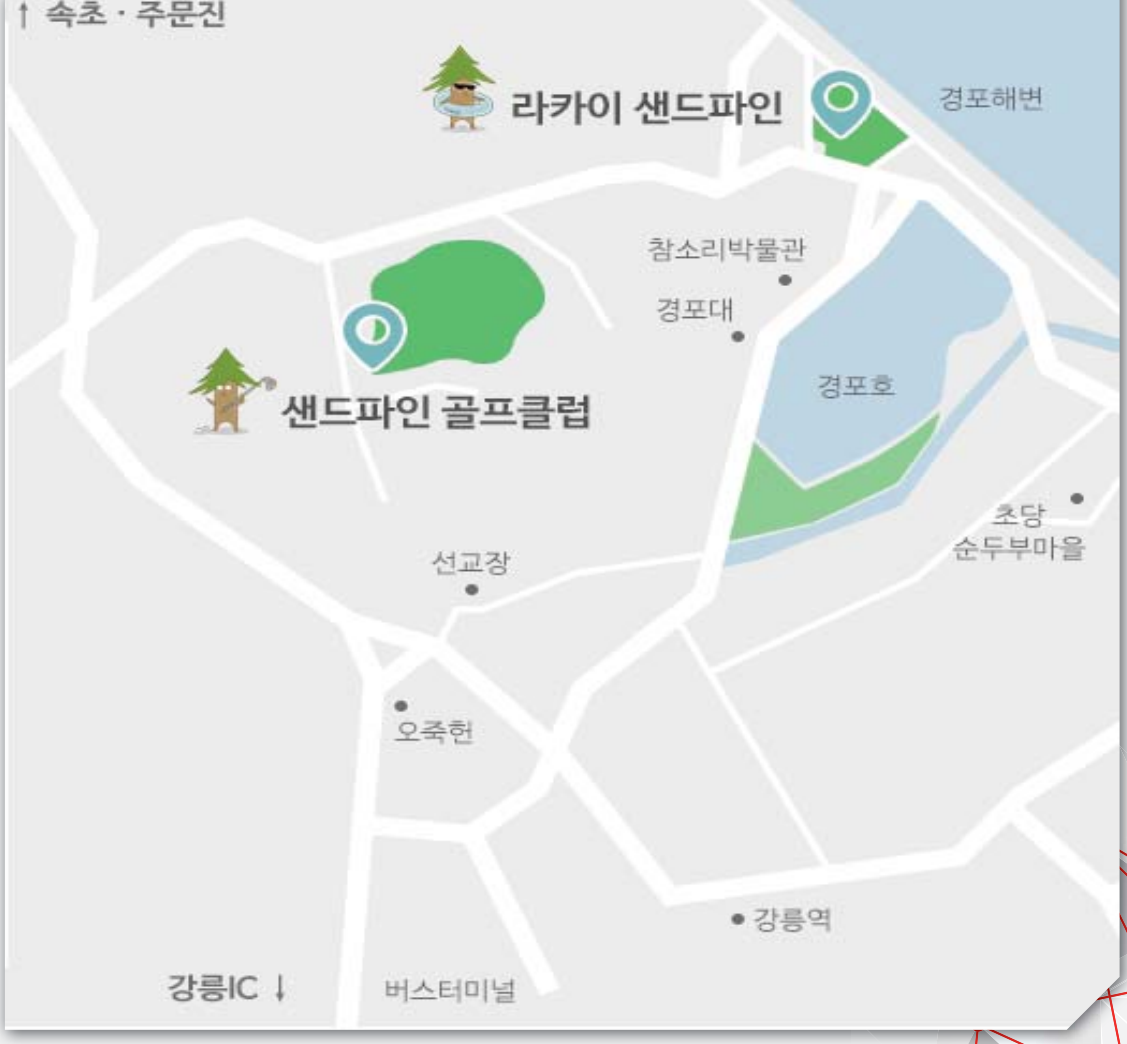 ↑ 속초 · 주문진
라카이 샌드파인
경포해변
참소리박물관
경포대
경포호
샌드파인 골프클럽
초당
순두부마을
선교장
오죽헌
강릉역
강릉IC ↓
버스터미널